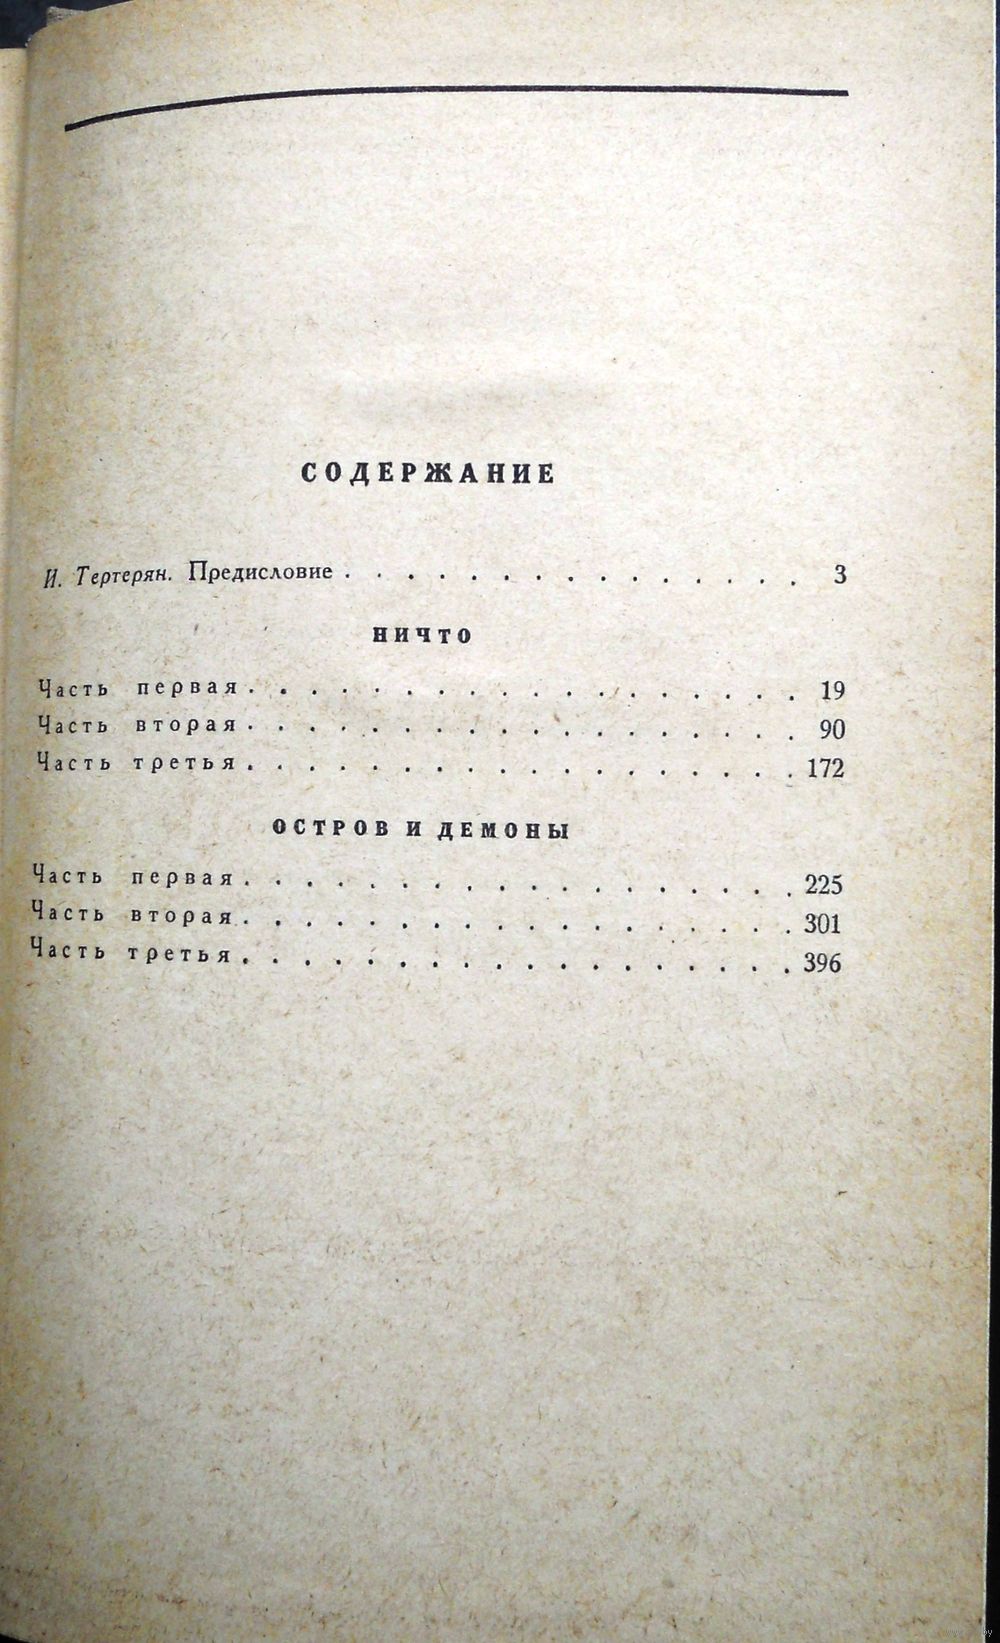 СОДЕРЖАНИЕ
И. Тертерян. Предисловие . . . . . . . . . . . . . . . 3
НИЧТО
Часть первая . . . . . . . . . . . . . . . . . . 19
Часть вторая . . . . . . . . . . . . . . . . . . 90
Часть третья . . . . . . . . . . . . . . . . . . 172
ОСТРОВ И ДЕМОНЫ
Часть первая . . . . . . . . . . . . . . . . . . 225
Часть вторая . . . . . . . . . . . . . . . . . . 301
Часть третья . . . . . . . . . . . . . . . . . . 396